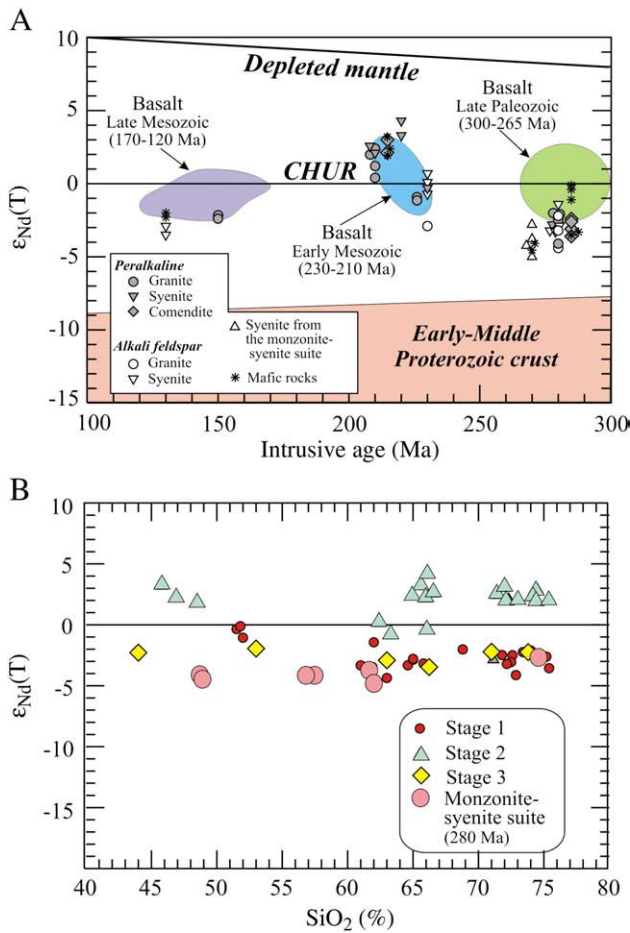 A
10
5
0
-5
-10
-15
εNd(T)
Depleted mantle
Basalt
Late Mesozoic
(170-120 Ma)
CHUR
Basalt
Early Mesozoic
(230-210 Ma)
Basalt
Late Paleozoic
(300-265 Ma)
Peralkaline
Granite
Syenite
Comendite
Alkali feldspar
Granite
Syenite
Syenite from
the monzonite-
syenite suite
Mafic rocks
Early-Middle
Proterozoic crust
100 150 200 250 300
Intrusive age (Ma)
B
10
5
0
-5
-10
-15
εNd(T)
Stage 1
Stage 2
Stage 3
Monzonite-
syenite suite
(280 Ma)
40 45 50 55 60 65 70 75 80
SiO2 (%)